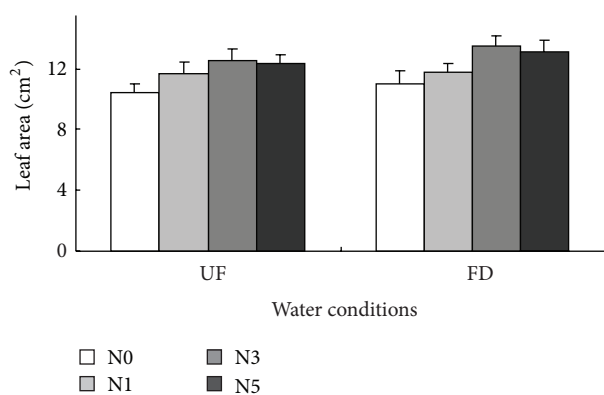 Leaf area (cm²)
12
8
4
0
UF FD
Water conditions
N0 N3
N1 N5